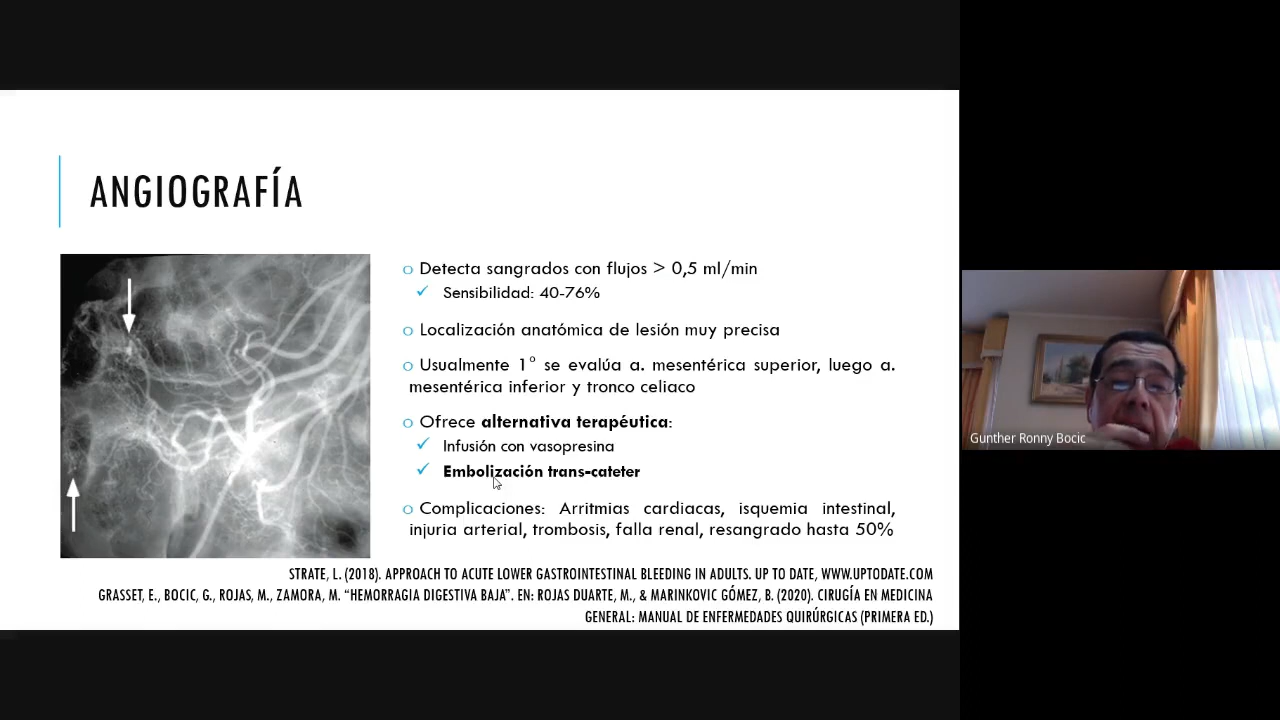 ANGIOGRAFÍA
o Detecta sangrados con flujos > 0,5 ml/min
✓ Sensibilidad: 40-76%
o Localización anatómica de lesión muy precisa
o Usualmente 1° se evalúa a. mesentérica superior, luego a.
mesentérica inferior y tronco celiaco
o Ofrece alternativa terapéutica:
✓ Infusión con vasopresina
✓ Embolización trans-cateter
o Complicaciones: Arritmias cardiacas, isquemia intestinal,
injuria arterial, trombosis, falla renal, resangrado hasta 50%
STRATE, L. (2018). APPROACH TO ACUTE LOWER GASTROINTESTINAL BLEEDING IN ADULTS. UP TO DATE, WWW.UPTODATE.COM
GRASSET, E., BOCIC, G., ROJAS, M., ZAMORA, M. “HEMORRAGIA DIGESTIVA BAJA”. EN: ROJAS DUARTE, M., & MARINKOVIC GÓMEZ, B. (2020). CIRUGÍA EN MEDICINA
GENERAL: MANUAL DE ENFERMEDADES QUIRÚRGICAS (PRIMERA ED.)
Gunther Ronny Bocic